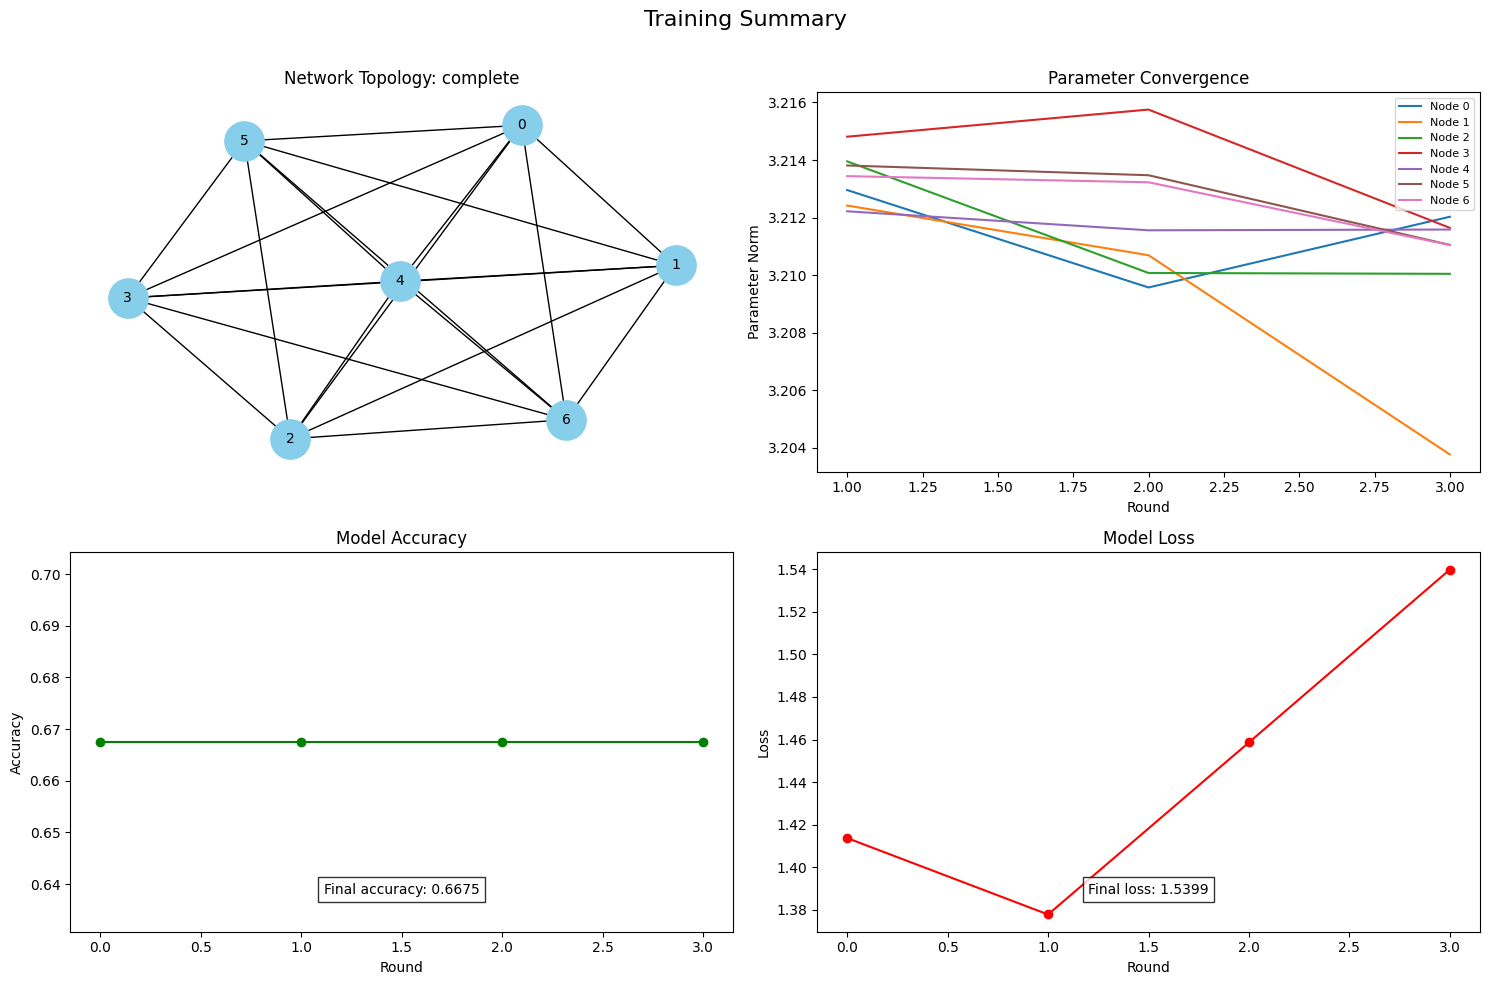 Training Summary
Network Topology: complete
5
0
1
4
3
6
2
Parameter Convergence
Parameter Norm
3.216
3.214
3.212
3.210
3.208
3.206
3.204
Node 0
Node 1
Node 2
Node 3
Node 4
Node 5
Node 6
1.00 1.25 1.50 1.75 2.00 2.25 2.50 2.75 3.00
Round
Model Accuracy
Accuracy
0.70
0.69
0.68
0.67
0.66
0.65
0.64
Final accuracy: 0.6675
0.0 0.5 1.0 1.5 2.0 2.5 3.0
Round
Model Loss
Loss
1.54
1.52
1.50
1.48
1.46
1.44
1.42
1.40
1.38
Final loss: 1.5399
0.0 0.5 1.0 1.5 2.0 2.5 3.0
Round